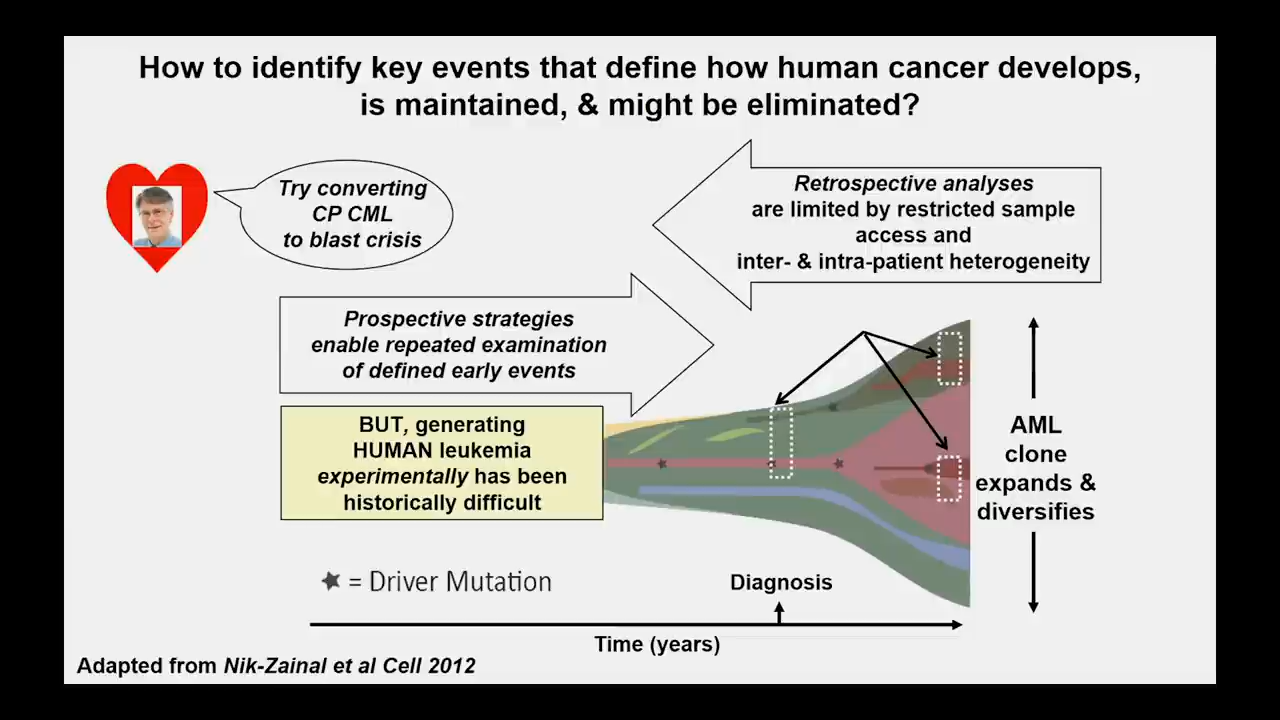 How to identify key events that define how human cancer develops,
is maintained, & might be eliminated?
Try converting
CP CML
to blast crisis
Retrospective analyses
are limited by restricted sample
access and
inter- & intra-patient heterogeneity
Prospective strategies
enable repeated examination
of defined early events
BUT, generating
HUMAN leukemia
experimentally has been
historically difficult
AML
clone
expands &
diversifies
★ = Driver Mutation
Diagnosis
Time (years)
Adapted from Nik-Zainal et al Cell 2012